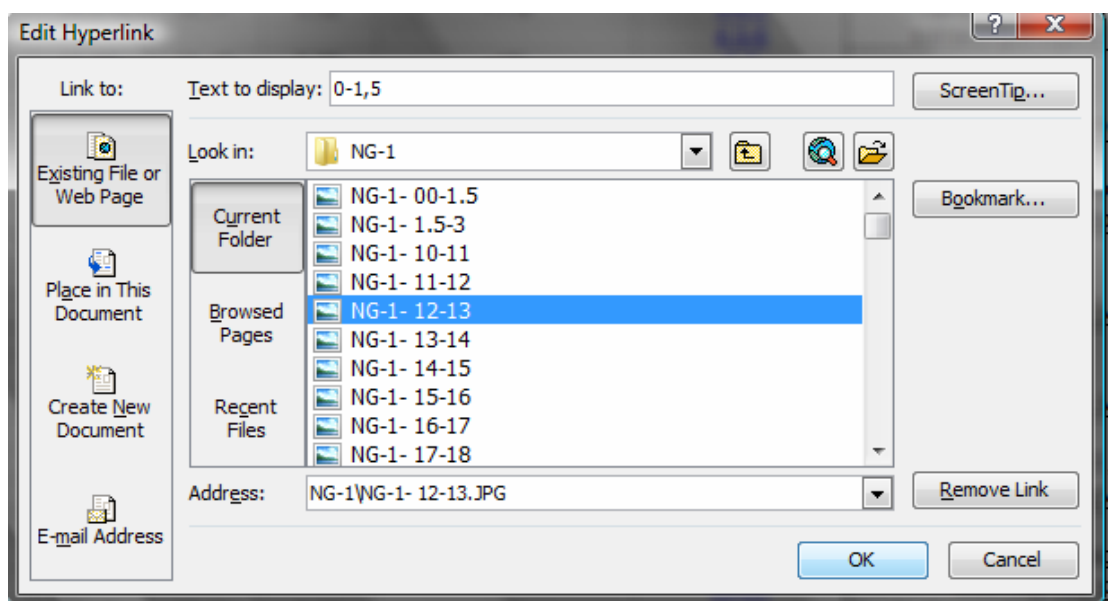 Edit Hyperlink
?
X
Link to:
Text to display: 0-1,5
ScreenTip...
Existing File or
Web Page
Look in: NG-1
Current
Folder
NG-1- 00-1.5
NG-1- 1.5-3
NG-1- 10-11
NG-1- 11-12
NG-1- 12-13
NG-1- 13-14
NG-1- 14-15
NG-1- 15-16
NG-1- 16-17
NG-1- 17-18
Bookmark...
Place in This
Document
Browsed
Pages
Create New
Document
Recent
Files
Address: NG-1\NG-1- 12-13.JPG
Remove Link
E-mail Address
OK
Cancel